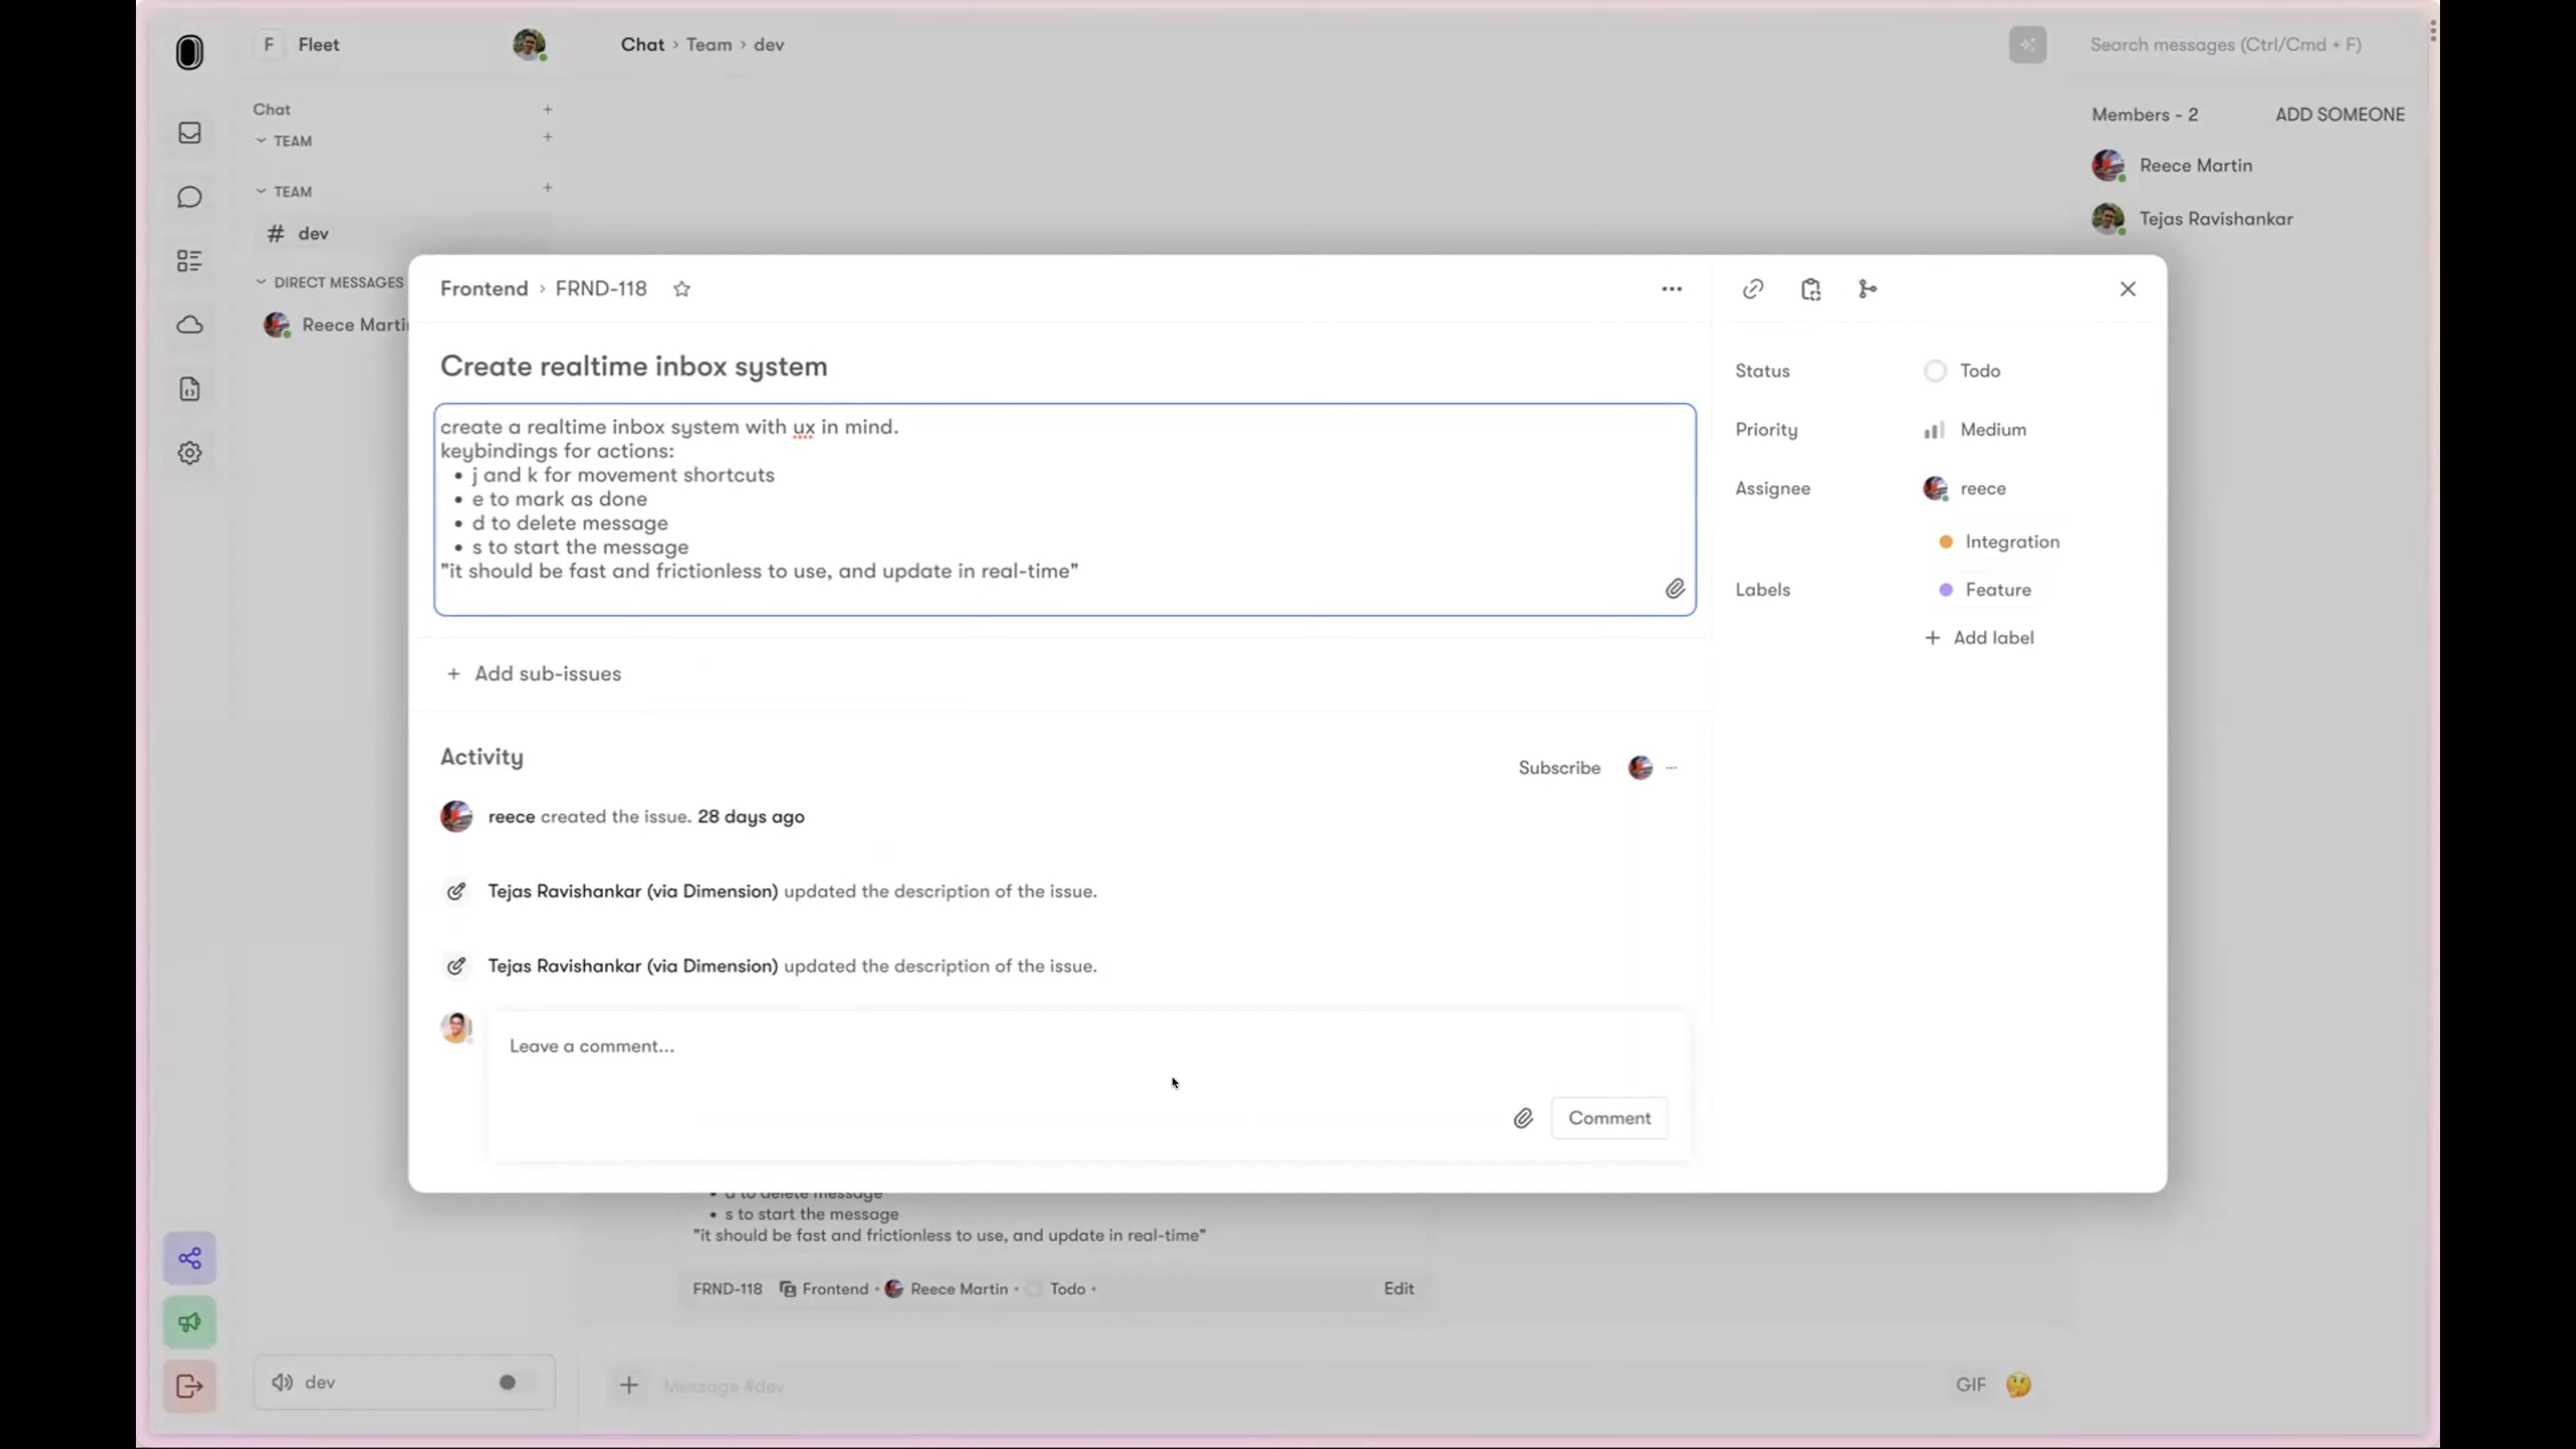 F Fleet
Chat > Team > dev
Search messages (Ctrl/Cmd + F)
Chat +
TEAM +
TEAM +
# dev
DIRECT MESSAGES
Reece Martin
Members - 2 ADD SOMEONE
Reece Martin
Tejas Ravishankar
Frontend > FRND-118
Create realtime inbox system
create a realtime inbox system with ux in mind.
keybindings for actions:
• j and k for movement shortcuts
• e to mark as done
• d to delete message
• s to start the message
"it should be fast and frictionless to use, and update in real-time"
+ Add sub-issues
Activity
Subscribe
reece created the issue. 28 days ago
Tejas Ravishankar (via Dimension) updated the description of the issue.
Tejas Ravishankar (via Dimension) updated the description of the issue.
Leave a comment...
Comment
Status Todo
Priority Medium
Assignee reece
Integration
Labels Feature
+ Add label
• d to delete message
• s to start the message
"it should be fast and frictionless to use, and update in real-time"
FRND-118 Frontend • Reece Martin • Todo •
Edit
dev
+ Message #dev
GIF